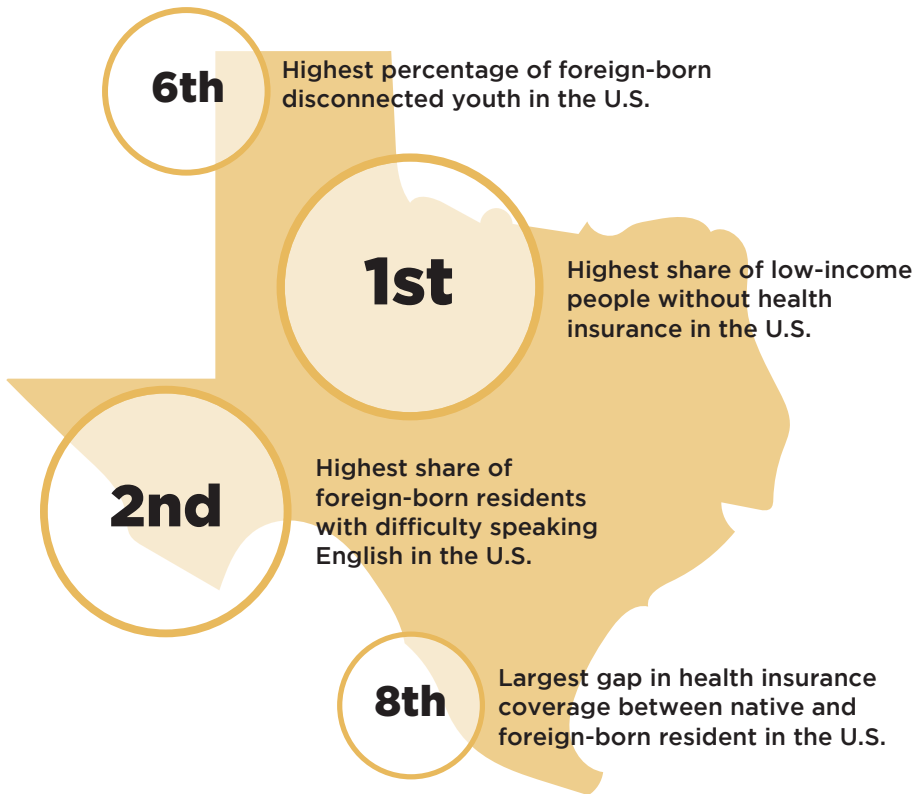 6th
Highest percentage of foreign-born
disconnected youth in the U.S.
1st
Highest share of low-income
people without health
insurance in the U.S.
2nd
Highest share of
foreign-born residents
with difficulty speaking
English in the U.S.
8th
Largest gap in health insurance
coverage between native and
foreign-born resident in the U.S.